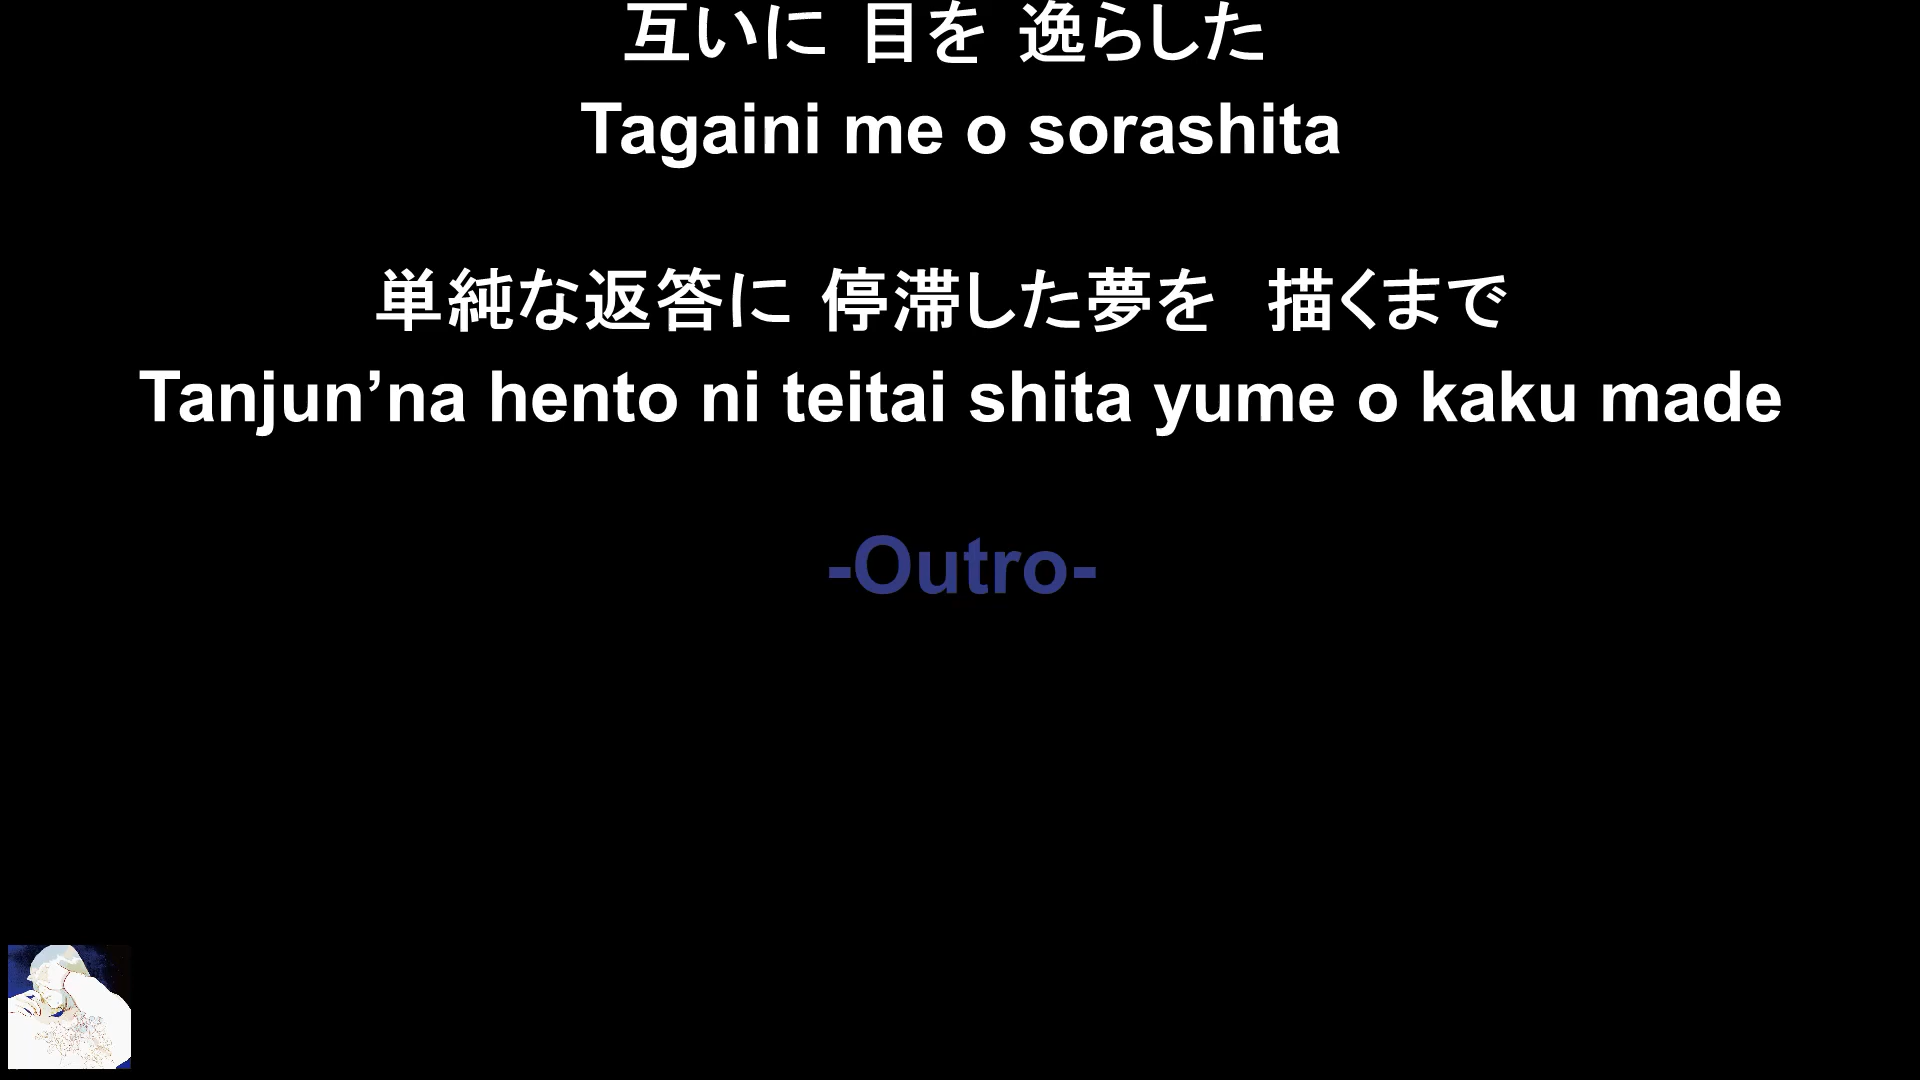 互いに 目を 逸らした
Tagaini me o sorashita
単純な返答に 停滞した夢を　描くまで
Tanjun’na hento ni teitai shita yume o kaku made
-Outro-